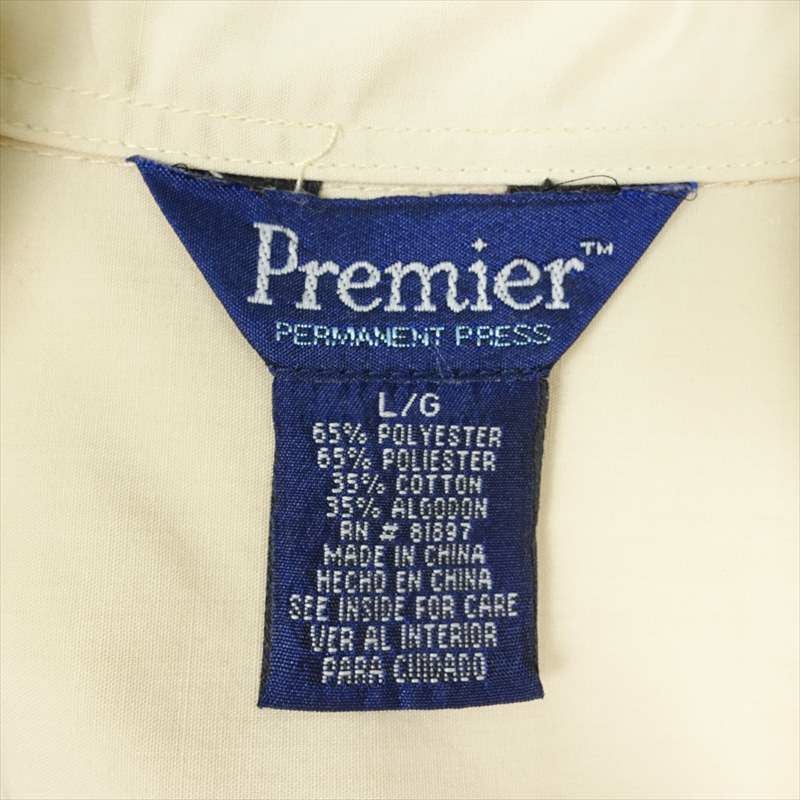 Premier™
PERMANENT PRESS
L/G
65% POLYESTER
65% POLIESTER
35% COTTON
35% ALGODON
RN # 81897
MADE IN CHINA
HECHO EN CHINA
SEE INSIDE FOR CARE
VER AL INTERIOR
PARA CUIDADO